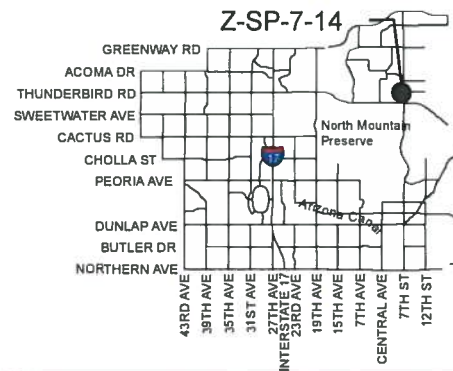 Z-SP-7-14
GREENWAY RD
ACOMA DR
THUNDERBIRD RD
SWEETWATER AVE
CACTUS RD
CHOLLA ST
PEORIA AVE
DUNLAP AVE
BUTLER DR
NORTHERN AVE
North Mountain
Preserve
17
Arizona Canal
43RD AVE
39TH AVE
35TH AVE
31ST AVE
27TH AVE
INTERSTATE 17
23RD AVE
19TH AVE
15TH AVE
7TH AVE
CENTRAL AVE
7TH ST
12TH ST